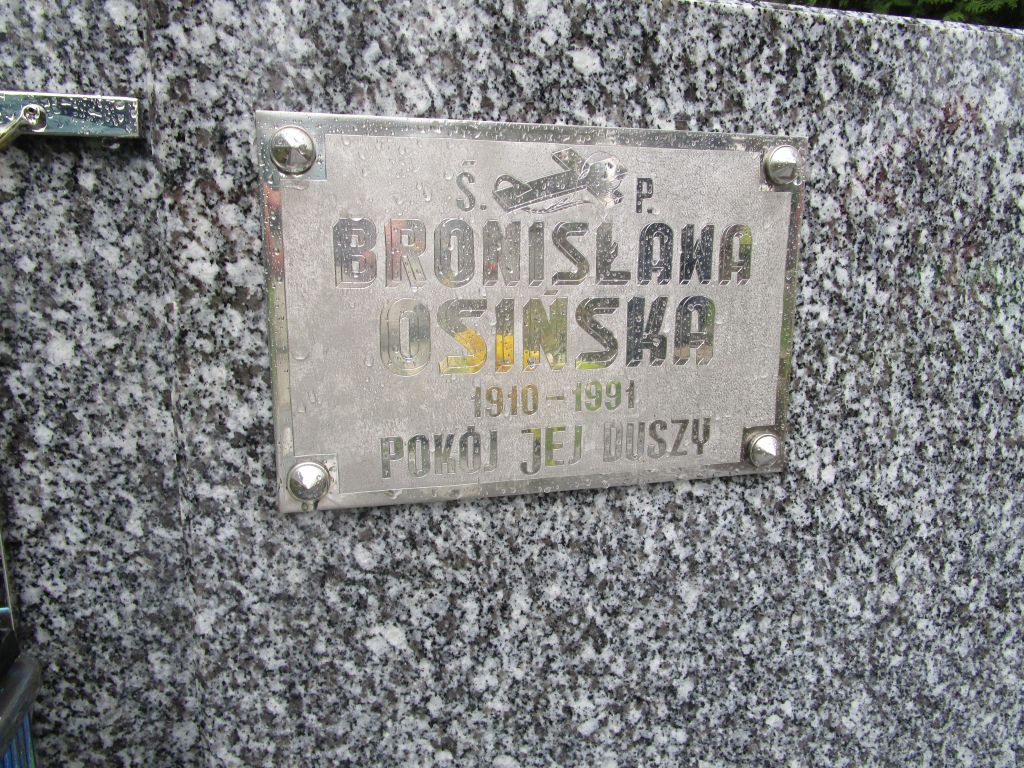 Ś. P.
BRONISŁAWA
OSIŃSKA
1910 - 1991
POKÓJ JEJ DUSZY